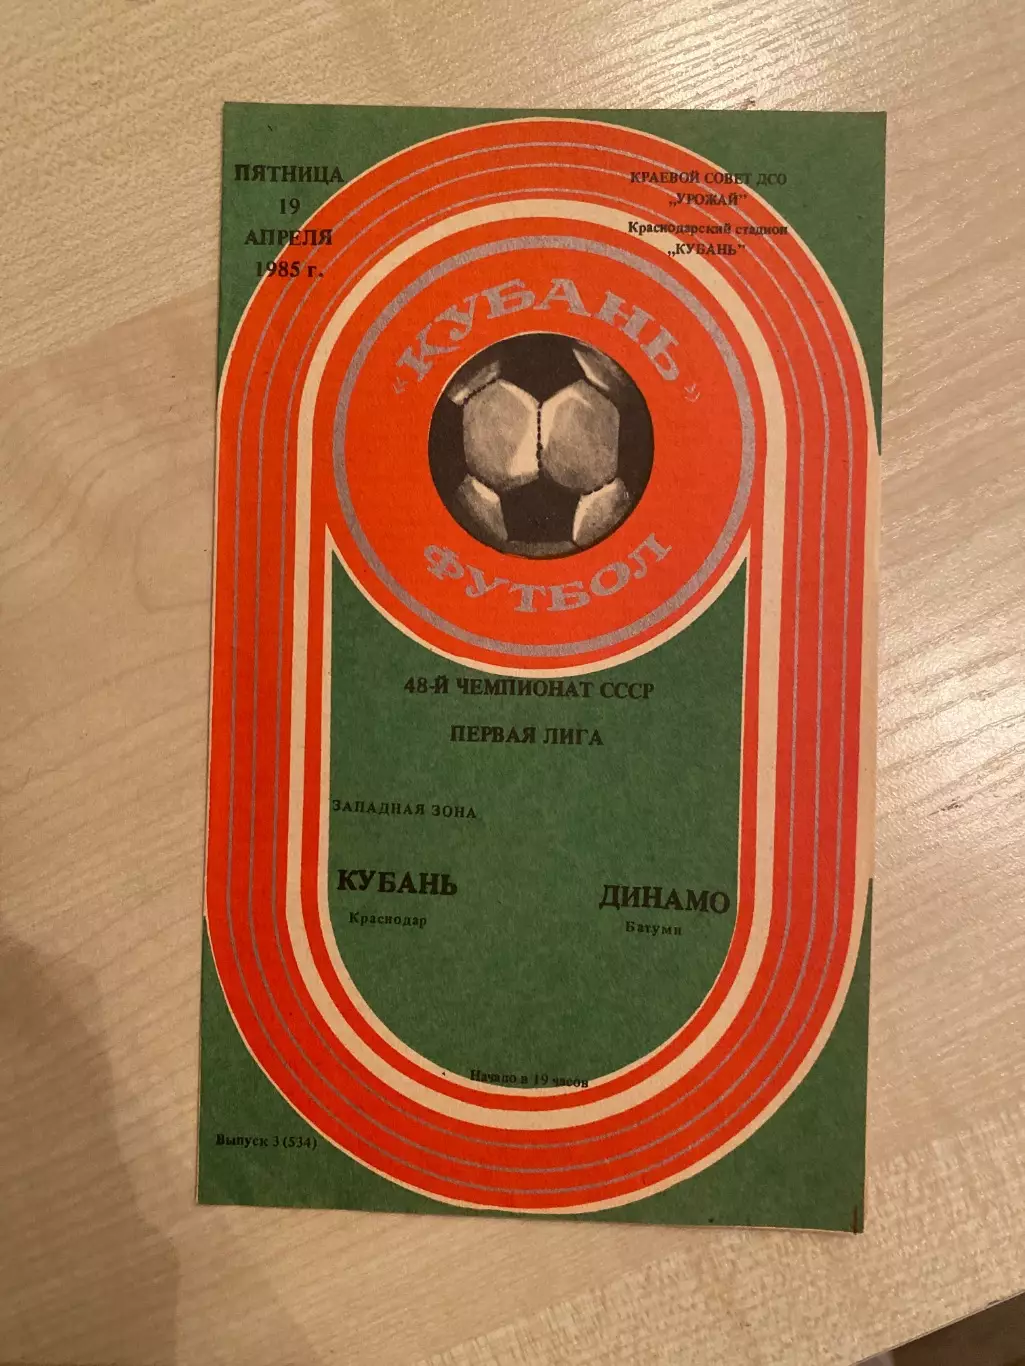 ПЯТНИЦА
19
АПРЕЛЯ
1985 г.
КРАЕВОЙ СОВЕТ ДСО
„УРОЖАЙ"
Краснодарский стадион
„КУБАНЬ"
«КУБАНЬ»
ФУТБОЛ
48-Й ЧЕМПИОНАТ СССР
ПЕРВАЯ ЛИГА
ЗАПАДНАЯ ЗОНА
КУБАНЬ
Краснодар
ДИНАМО
Батуми
Начало в 19 часов
Выпуск 3 (534)